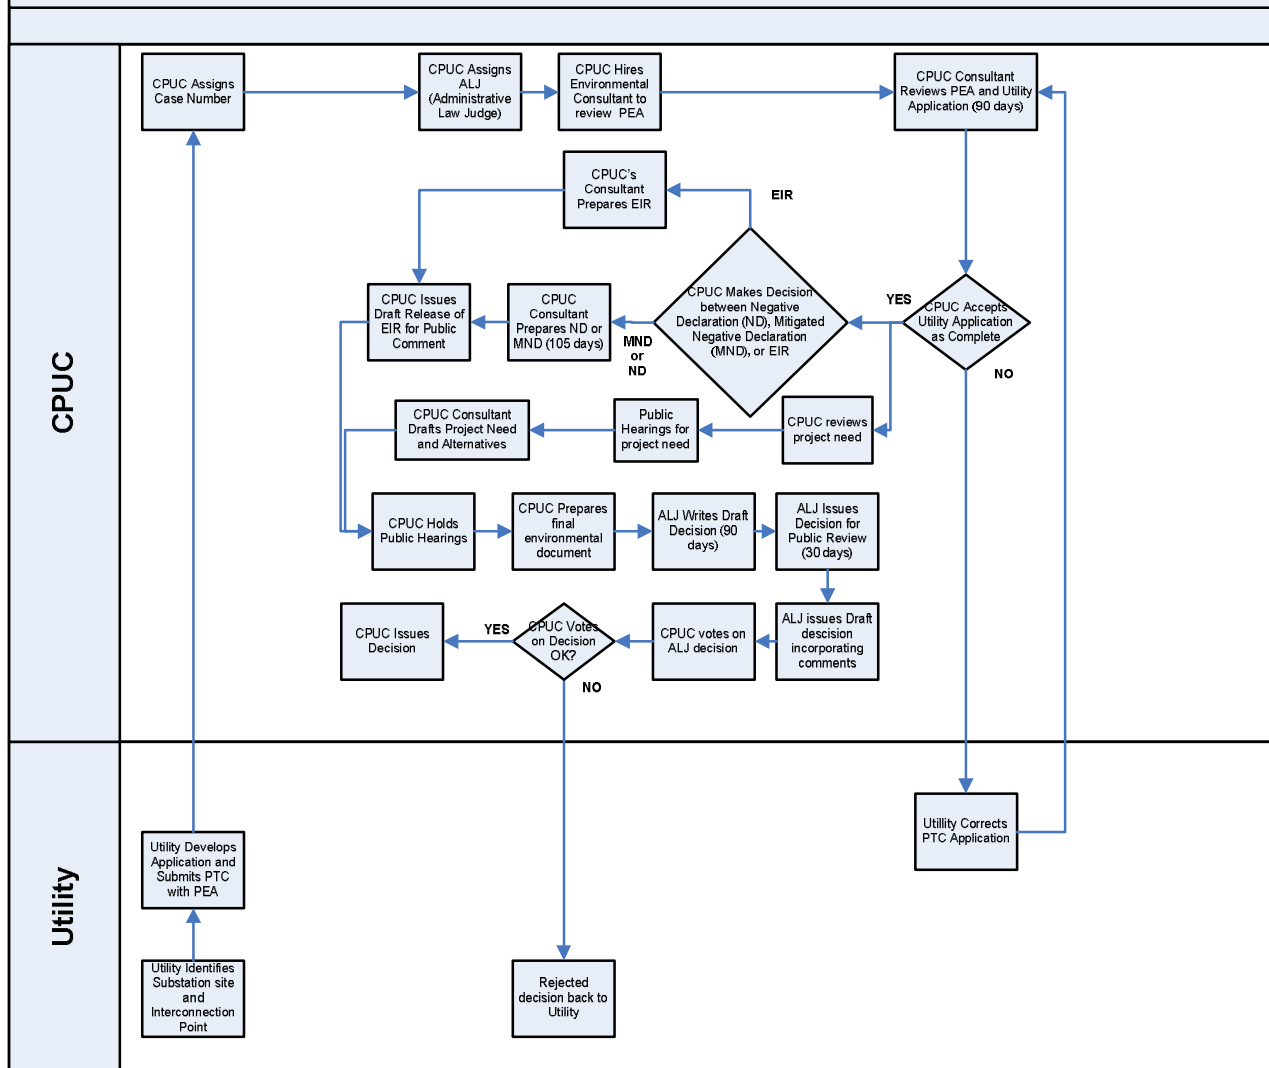 CPUC
CPUC Assigns
Case Number
CPUC Assigns
ALJ
(Administrative
Law Judge)
CPUC Hires
Environmental
Consultant to
review PEA
CPUC Consultant
Reviews PEA and Utility
Application (90 days)
CPUC's
Consultant
Prepares EIR
EIR
CPUC Issues
Draft Release of
EIR for Public
Comment
CPUC
Consultant
Prepares ND or
MND (105 days)
MND
or
ND
CPUC Makes Decision
between Negative
Declaration (ND), Mitigated
Negative Declaration
(MND), or EIR
YES
CPUC Accepts
Utility Application
as Complete
NO
CPUC Consultant
Drafts Project Need
and Alternatives
Public
Hearings for
project need
CPUC reviews
project need
CPUC Holds
Public Hearings
CPUC Prepares
final
environmental
document
ALJ Writes Draft
Decision (90
days)
ALJ Issues
Decision for
Public Review
(30 days)
CPUC Issues
Decision
YES
CPUC Votes
on Decision
OK?
NO
CPUC votes on
ALJ decision
ALJ issues Draft
descision
incorporating
comments
Utility
Utility Develops
Application and
Submits PTC
with PEA
Utillity Corrects
PTC Application
Utility Identifies
Substation site
and
Interconnection
Point
Rejected
decision back to
Utility